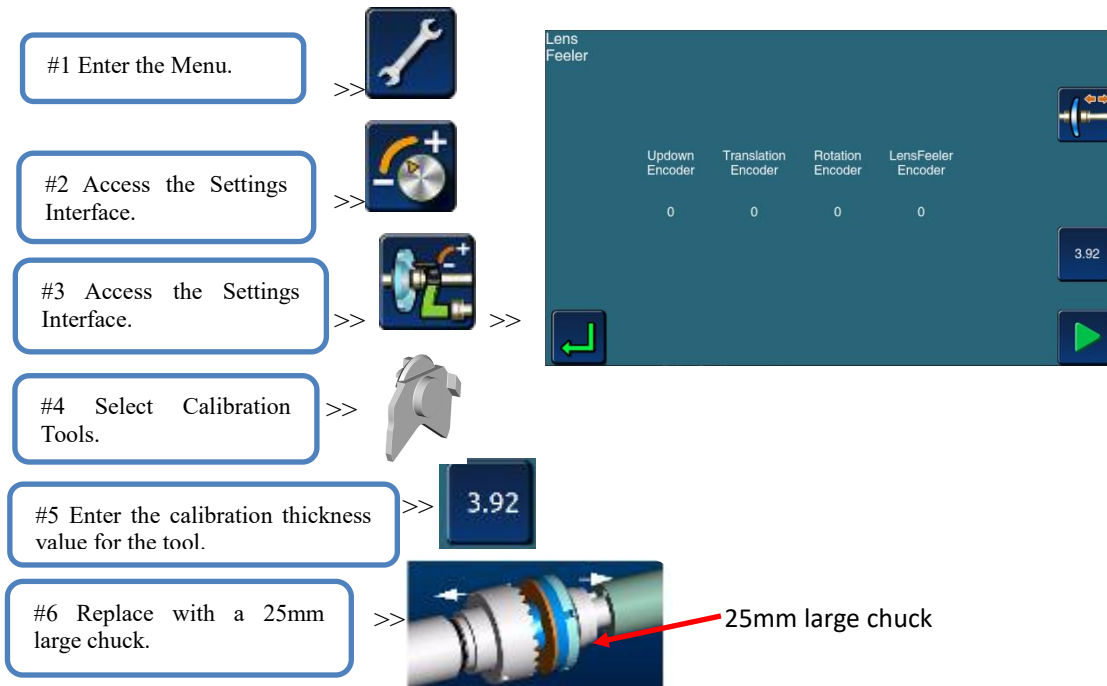 #1 Enter the Menu.
>>
Lens
Feeler
Updown
Encoder
Translation
Encoder
Rotation
Encoder
LensFeeler
Encoder
0
0
0
0
3.92
#2 Access the Settings
Interface.
>>
#3 Access the Settings
Interface.
>>
>>
#4 Select Calibration
Tools.
>>
#5 Enter the calibration thickness
value for the tool.
>>
3.92
#6 Replace with a 25mm
large chuck.
>>
25mm large chuck